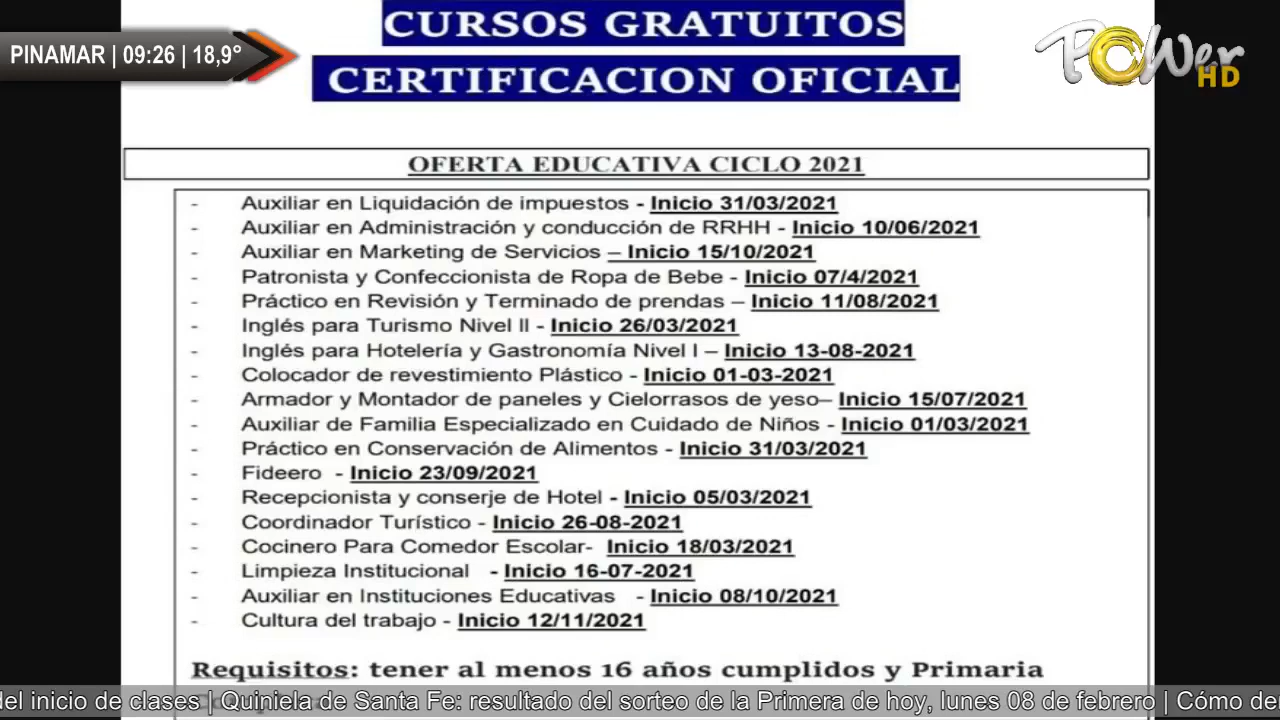 CURSOS GRATUITOS
CERTIFICACION OFICIAL
PINAMAR | 09:26 | 18,9°
POWer HD
OFERTA EDUCATIVA CICLO 2021
- Auxiliar en Liquidación de impuestos - Inicio 31/03/2021
- Auxiliar en Administración y conducción de RRHH - Inicio 10/06/2021
- Auxiliar en Marketing de Servicios – Inicio 15/10/2021
- Patronista y Confeccionista de Ropa de Bebe - Inicio 07/4/2021
- Práctico en Revisión y Terminado de prendas – Inicio 11/08/2021
- Inglés para Turismo Nivel II - Inicio 26/03/2021
- Inglés para Hotelería y Gastronomía Nivel I – Inicio 13-08-2021
- Colocador de revestimiento Plástico - Inicio 01-03-2021
- Armador y Montador de paneles y Cielorrasos de yeso– Inicio 15/07/2021
- Auxiliar de Familia Especializado en Cuidado de Niños - Inicio 01/03/2021
- Práctico en Conservación de Alimentos - Inicio 31/03/2021
- Fideero - Inicio 23/09/2021
- Recepcionista y conserje de Hotel - Inicio 05/03/2021
- Coordinador Turístico - Inicio 26-08-2021
- Cocinero Para Comedor Escolar- Inicio 18/03/2021
- Limpieza Institucional - Inicio 16-07-2021
- Auxiliar en Instituciones Educativas - Inicio 08/10/2021
- Cultura del trabajo - Inicio 12/11/2021
Requisitos: tener al menos 16 años cumplidos y Primaria
del inicio de clases | Quiniela de Santa Fe: resultado del sorteo de la Primera de hoy, lunes 08 de febrero | Cómo de